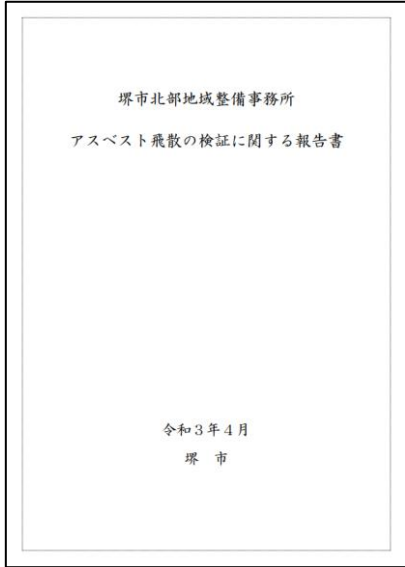 堺市北部地域整備事務所
アスベスト飛散の検証に関する報告書
令和３年４月
堺　市